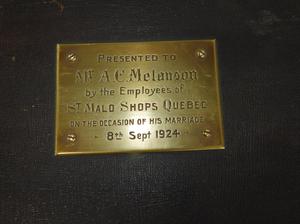 PRESENTED TO
Mr. A.C. Melanson
by the Employees of
ST. MALO SHOPS QUEBEC
ON THE OCCASION OF HIS MARRIAGE
8th Sept 1924